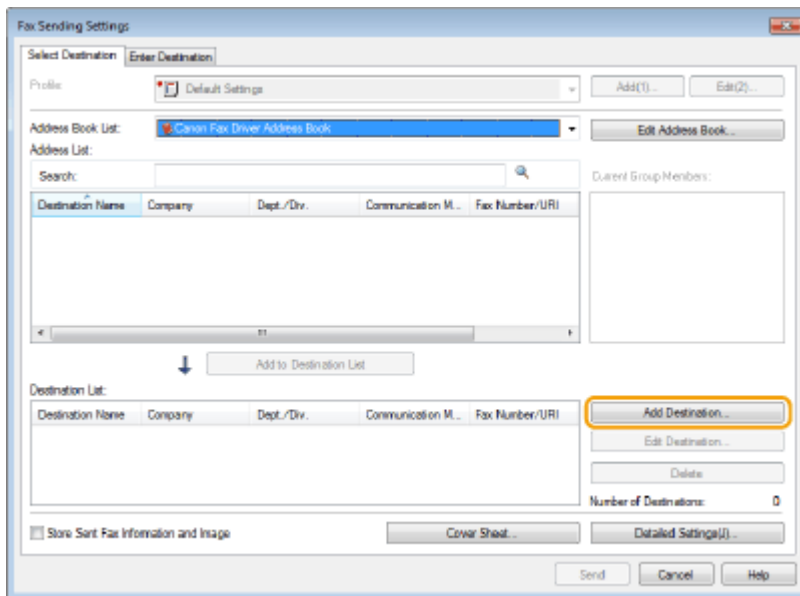 Fax Sending Settings
Select Destination Enter Destination
Profile: Default Settings Add(1)... Edit(2)...
Address Book List: Canon Fax Driver Address Book Edit Address Book...
Address List:
Search: Current Group Members:
Destination Name Company Dept./Div. Communication M... Fax Number/URI
Add to Destination List
Destination List:
Destination Name Company Dept./Div. Communication M... Fax Number/URI
Add Destination...
Edit Destination...
Delete
Number of Destinations: 0
Store Sent Fax Information and Image Cover Sheet... Detailed Settings(J)...
Send Cancel Help